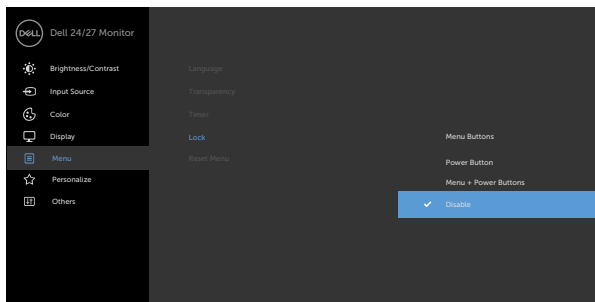 DELL Dell 24/27 Monitor
Brightness/Contrast
Input Source
Color
Display
Menu
Personalize
Others
Language
Transparency
Timer
Lock
Reset Menu
Menu Buttons
Power Button
Menu + Power Buttons
Disable